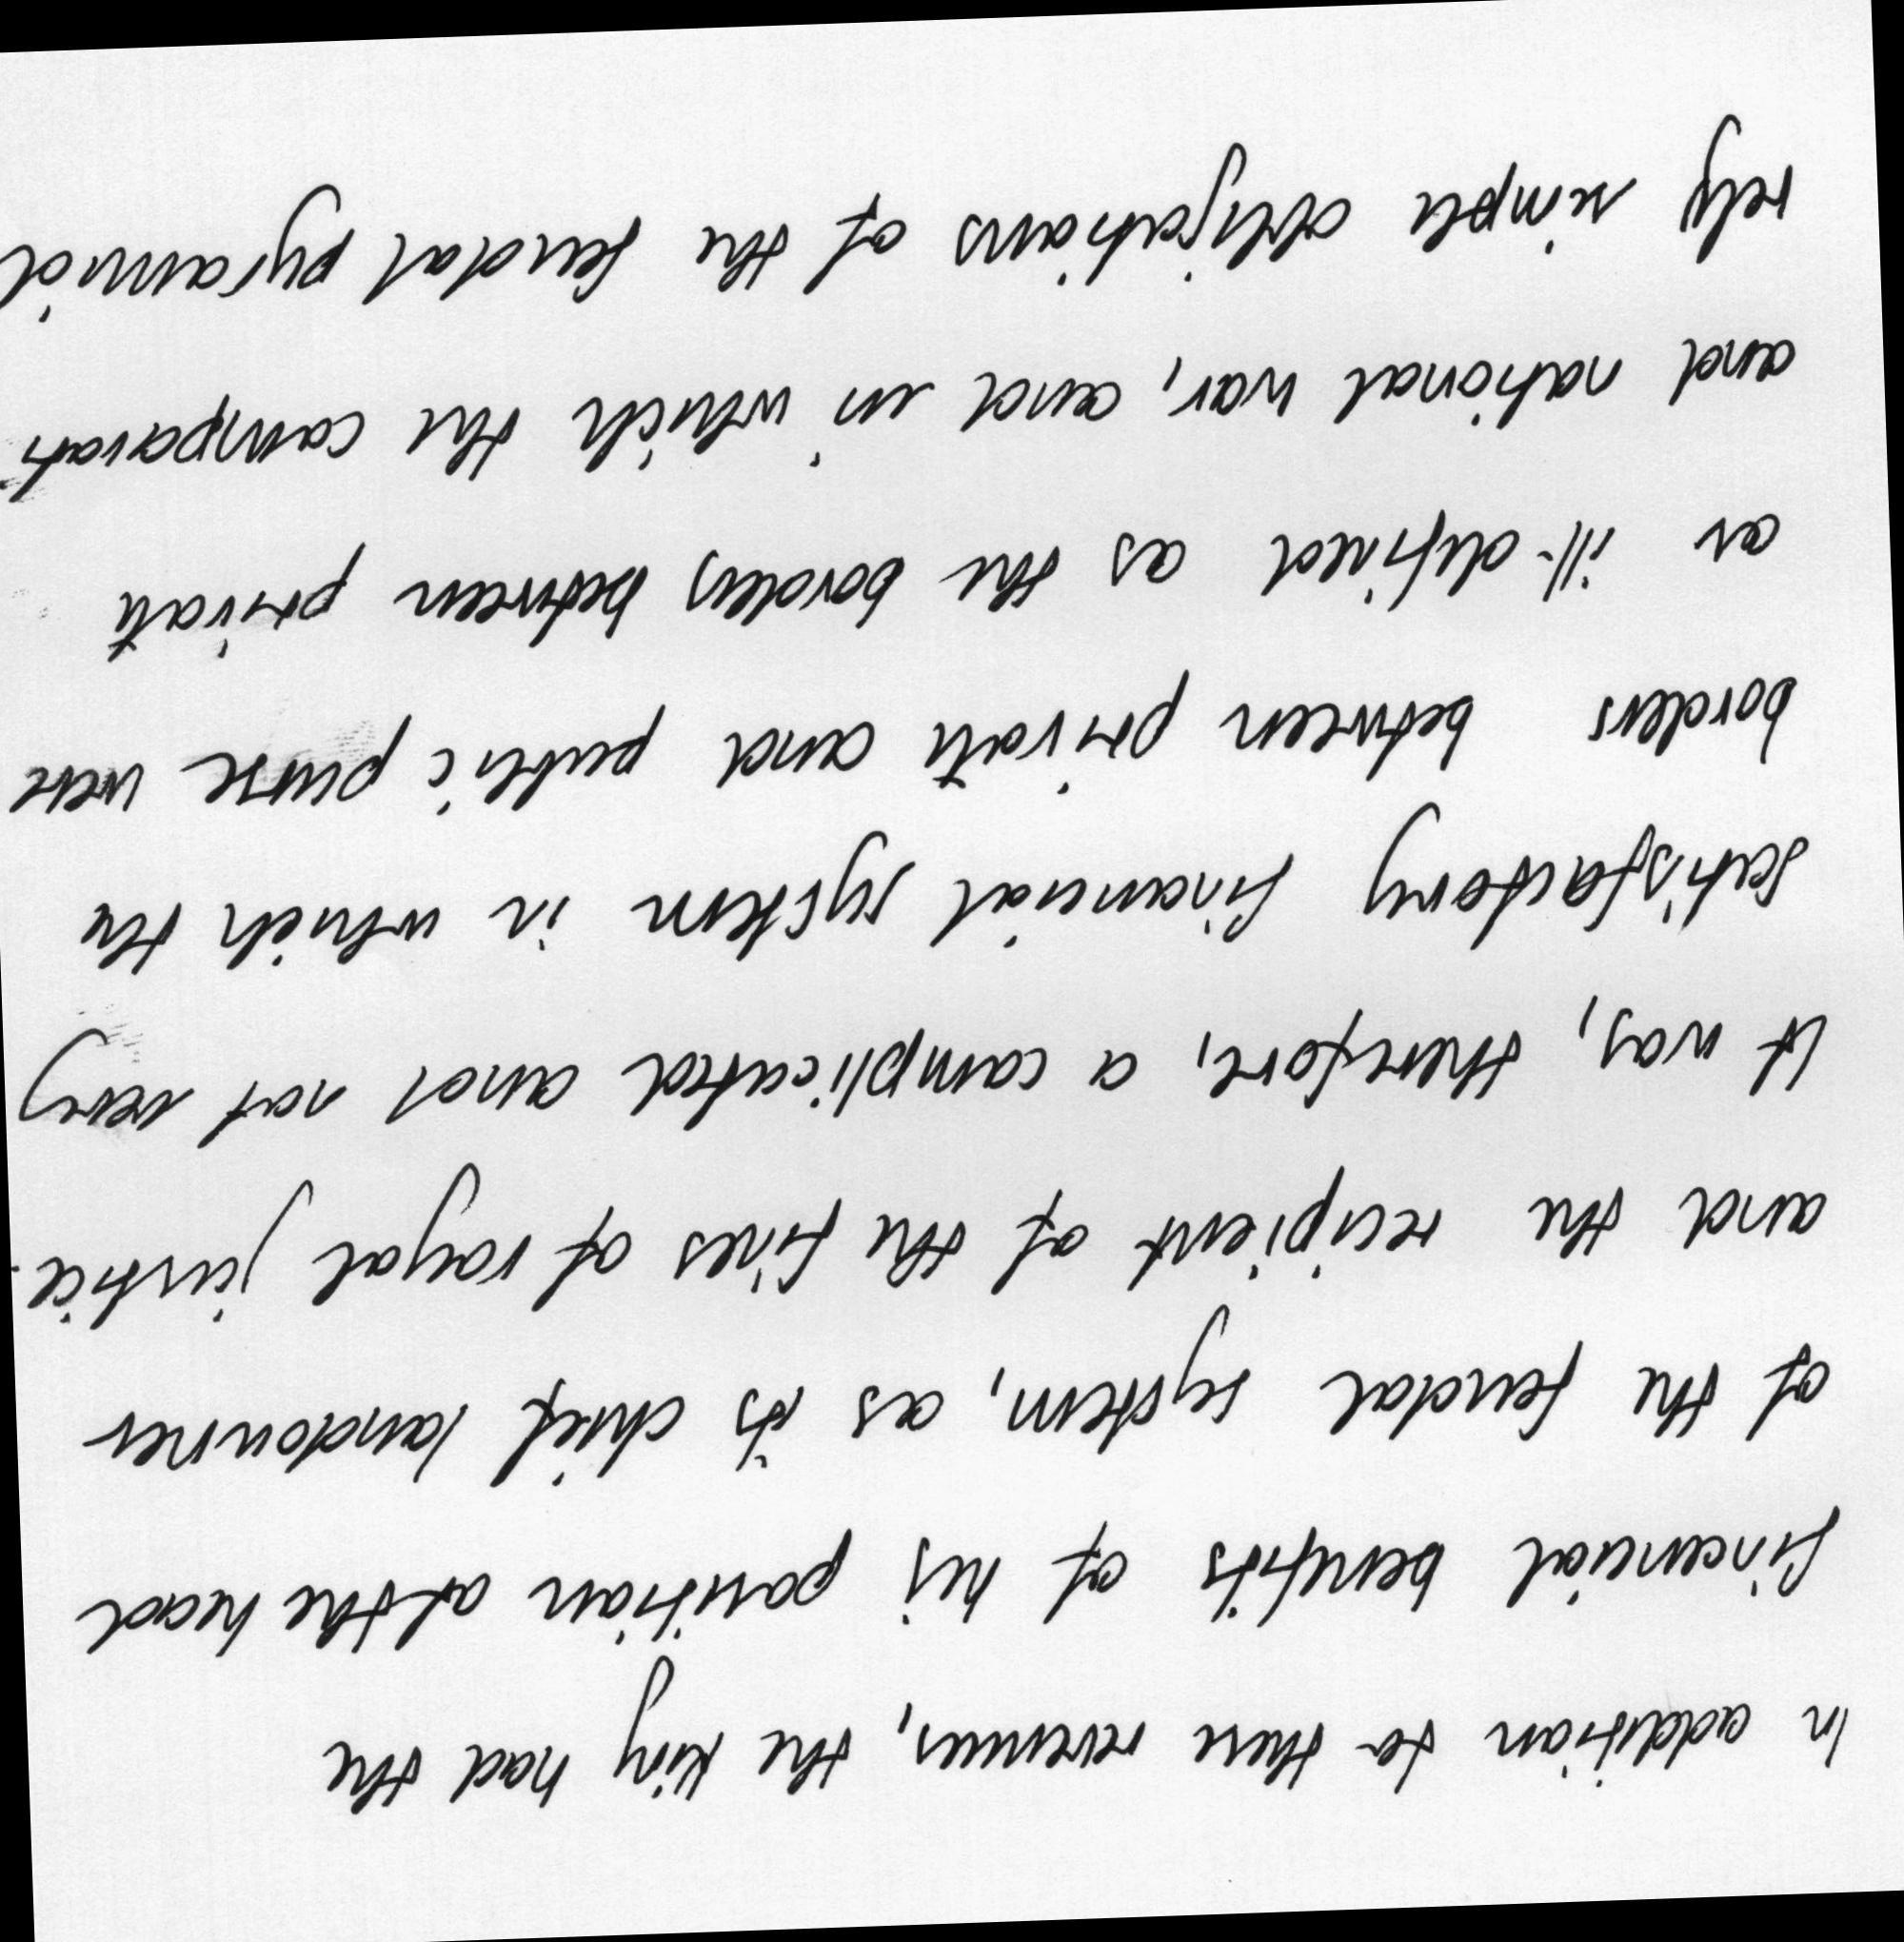 In addition to these revenues, the king had the
financial benefits of his position at the head
of the feudal system, as its chief landowner
and the recipient of the fines of royal justice.
It was, therefore, a complicated and not very
satisfactory financial system in which the
borders between private and public purse were
as ill-defined as the borders between private
and national war, and in which the comparati
vely simple obligations of the feudal pyramid